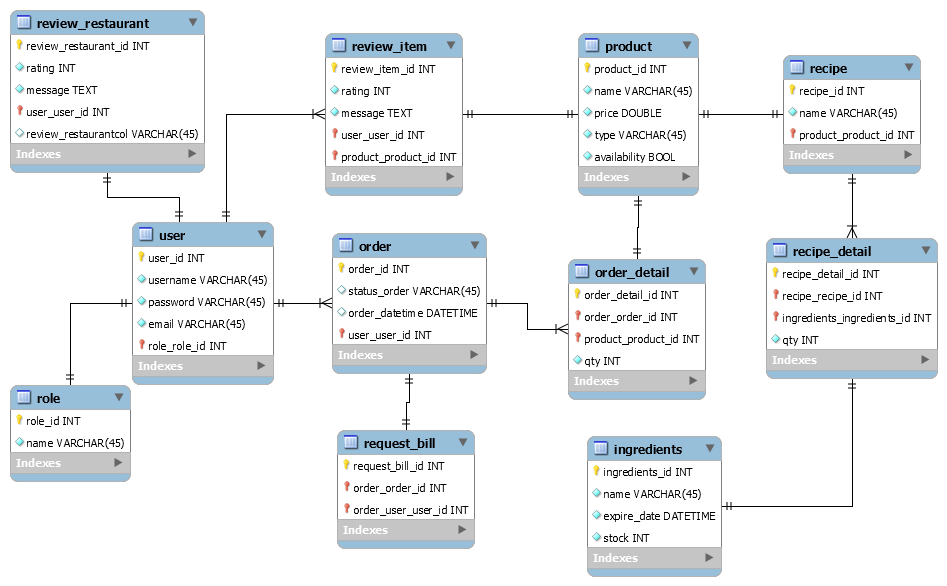 review_restaurant
review_restaurant_id INT
rating INT
message TEXT
user_user_id INT
review_restaurantcol VARCHAR(45)
Indexes
review_item
review_item_id INT
rating INT
message TEXT
user_user_id INT
product_product_id INT
Indexes
product
product_id INT
name VARCHAR(45)
price DOUBLE
type VARCHAR(45)
availability BOOL
Indexes
recipe
recipe_id INT
name VARCHAR(45)
product_product_id INT
Indexes
user
user_id INT
username VARCHAR(45)
password VARCHAR(45)
email VARCHAR(45)
role_role_id INT
Indexes
order
order_id INT
status_order VARCHAR(45)
order_datetime DATETIME
user_user_id INT
Indexes
order_detail
order_detail_id INT
order_order_id INT
product_product_id INT
qty INT
Indexes
recipe_detail
recipe_detail_id INT
recipe_recipe_id INT
ingredients_ingredients_id INT
qty INT
Indexes
role
role_id INT
name VARCHAR(45)
Indexes
request_bill
request_bill_id INT
order_order_id INT
order_user_user_id INT
Indexes
ingredients
ingredients_id INT
name VARCHAR(45)
expire_date DATETIME
stock INT
Indexes